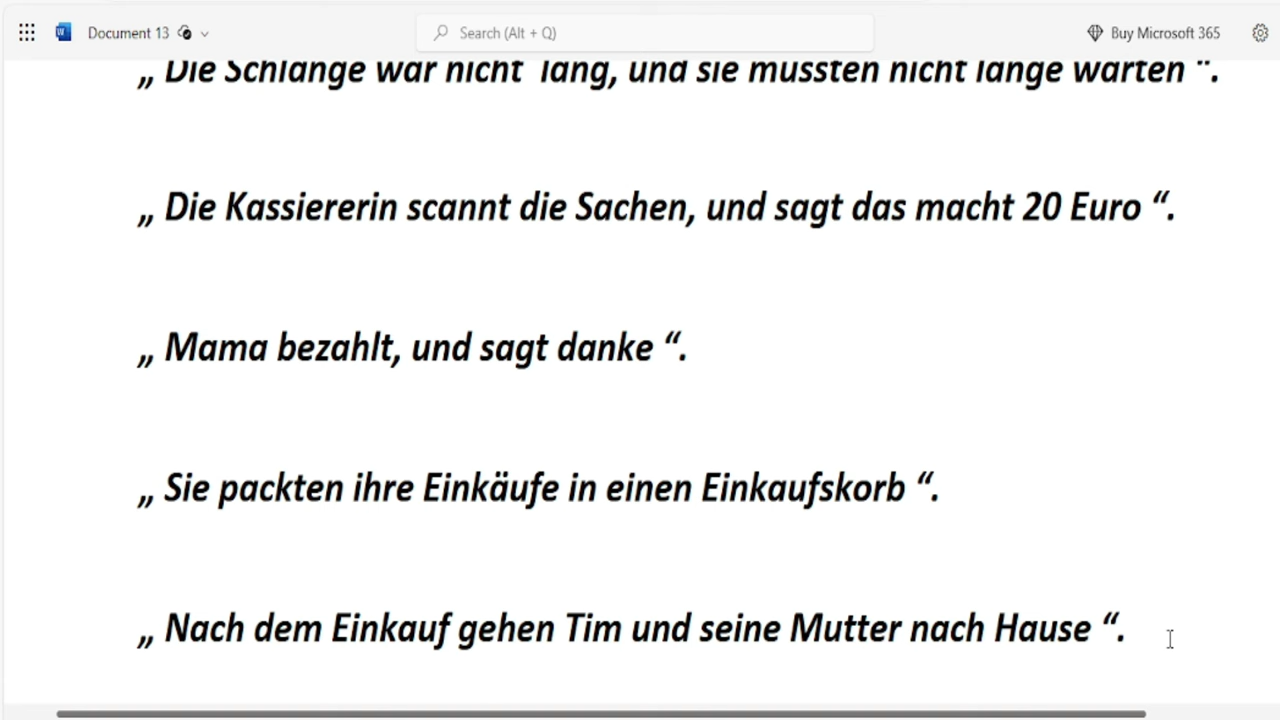 Document 13
Search (Alt + Q)
Buy Microsoft 365
„ Die Schlange war nicht  lang, und sie mussten nicht lange warten “.
„ Die Kassiererin scannt die Sachen, und sagt das macht 20 Euro “.
„ Mama bezahlt, und sagt danke “.
„ Sie packten ihre Einkäufe in einen Einkaufskorb “.
„ Nach dem Einkauf gehen Tim und seine Mutter nach Hause “.